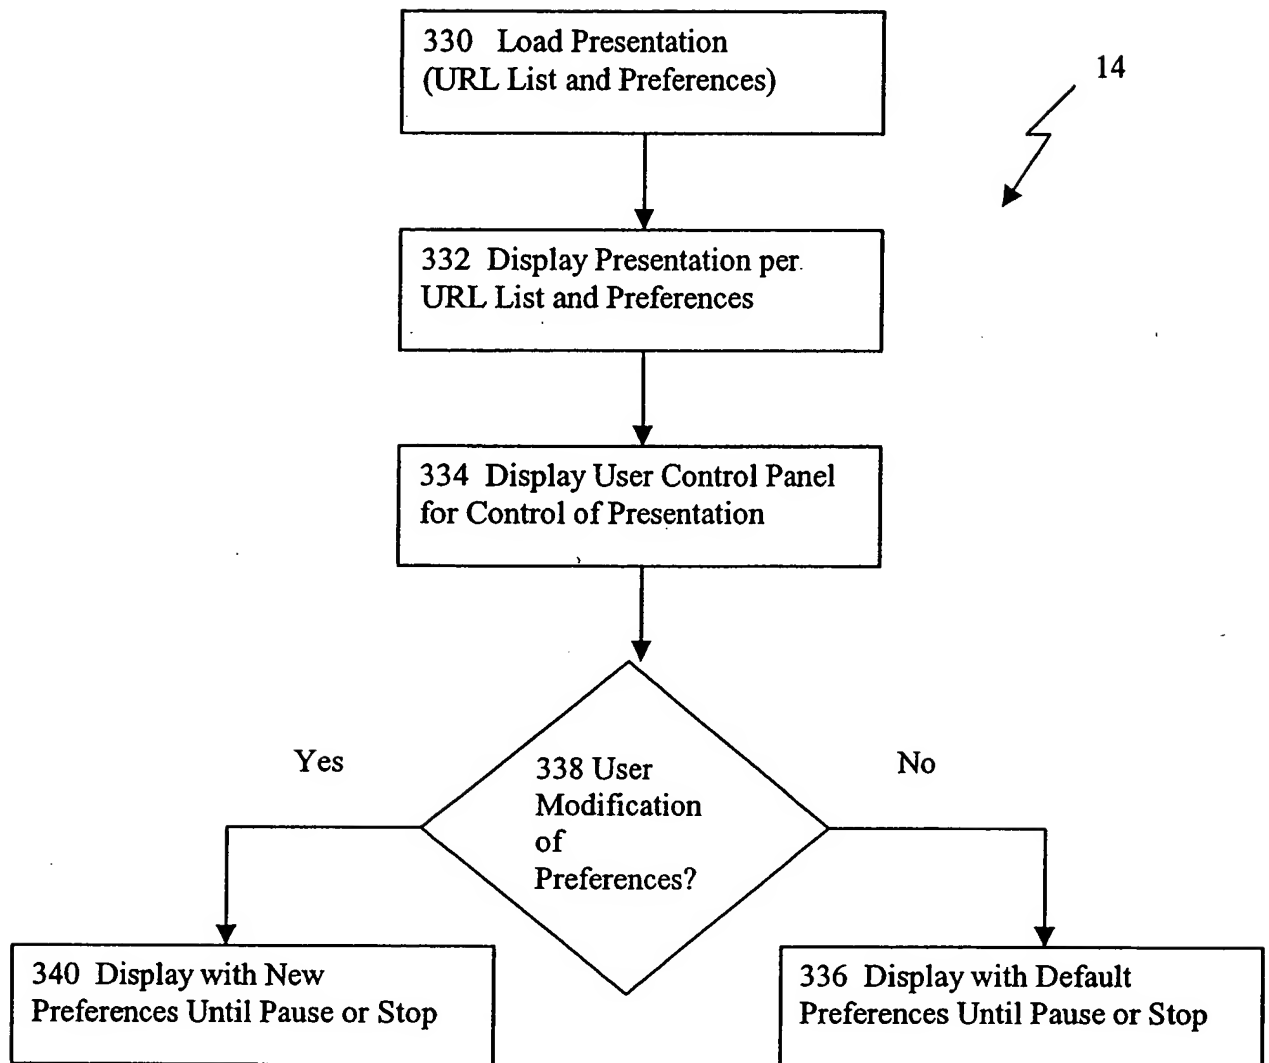 330 Load Presentation
(URL List and Preferences)
14
332 Display Presentation per
URL List and Preferences
334 Display User Control Panel
for Control of Presentation
Yes
338 User
Modification
of
Preferences?
No
340 Display with New
Preferences Until Pause or Stop
336 Display with Default
Preferences Until Pause or Stop